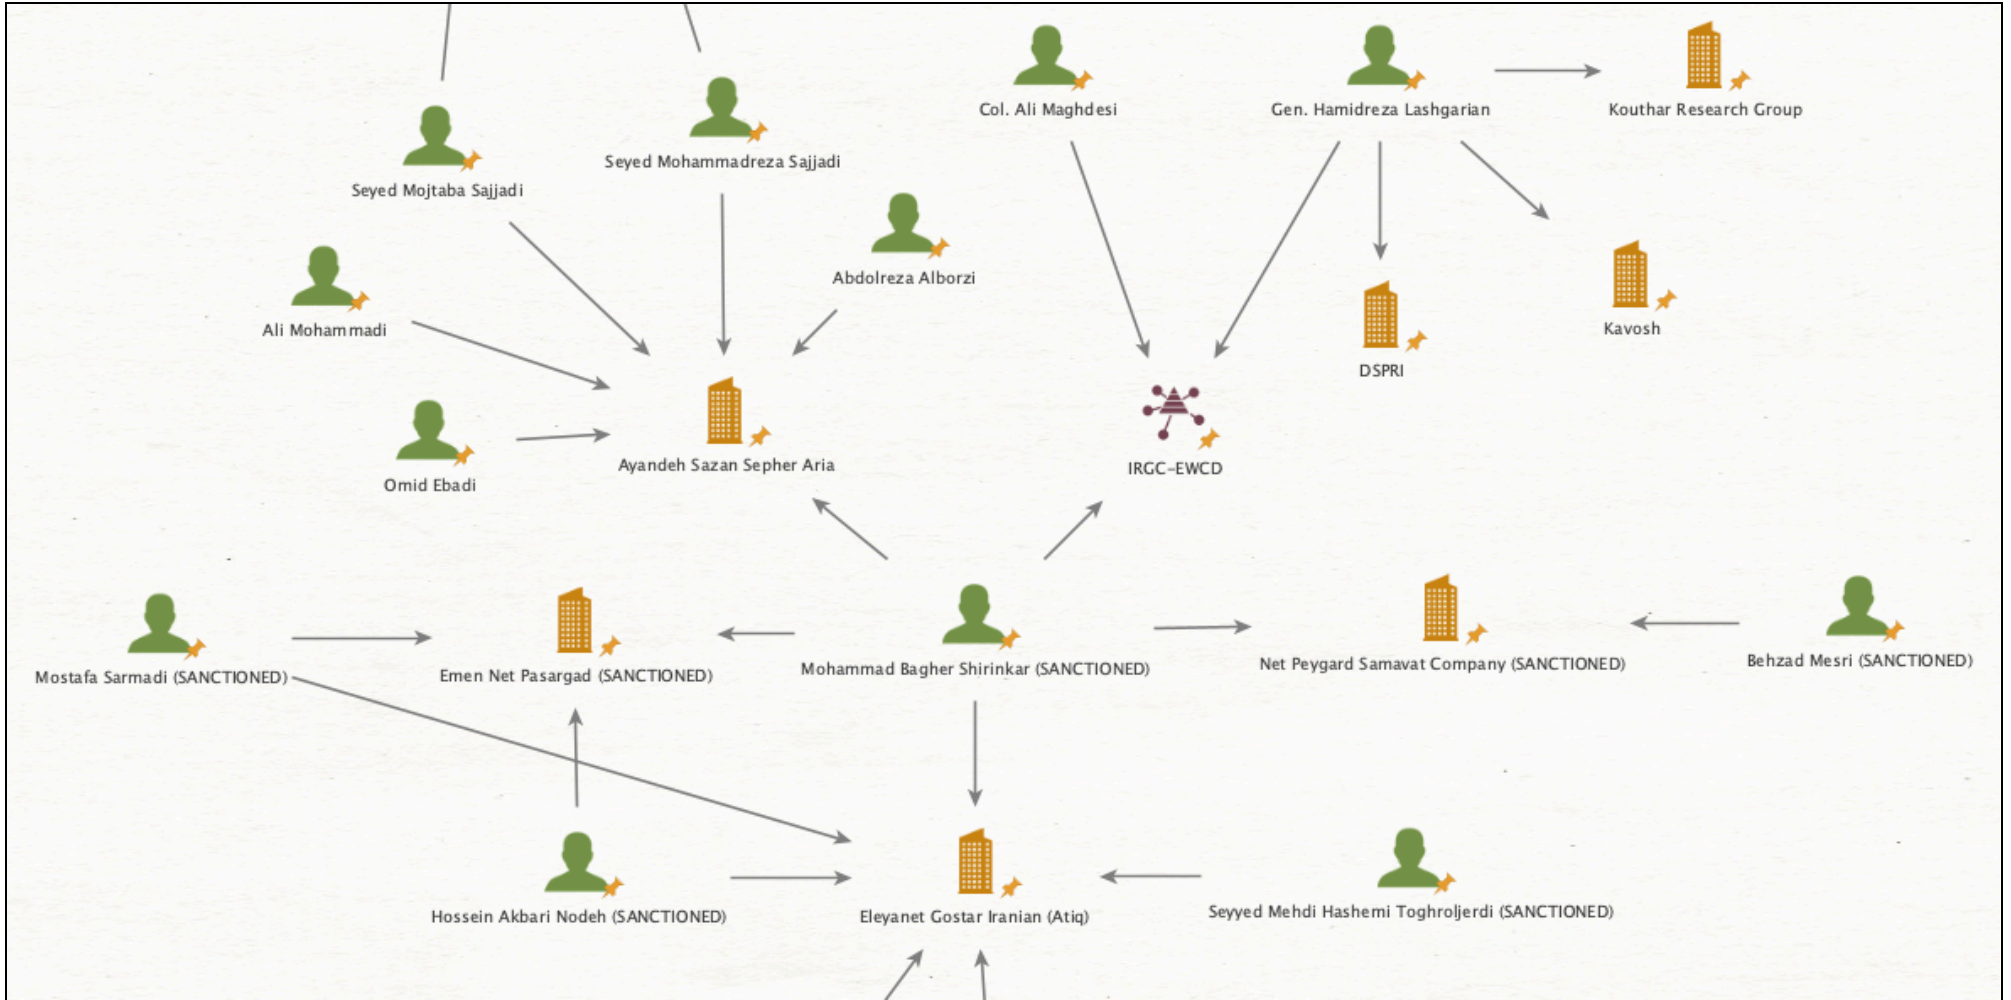 Col. Ali Maghdesi
Gen. Hamidreza Lashgarian
Kouthar Research Group
Seyed Mohammadreza Sajjadi
Seyed Mojtaba Sajjadi
Abdolreza Alborzi
Ali Mohammadi
Kavosh
DSPRI
Ayandeh Sazan Sepher Aria
IRGC-EWCD
Omid Ebadi
Mostafa Sarmadi (SANCTIONED)
Emen Net Pasargad (SANCTIONED)
Mohammad Bagher Shirinkar (SANCTIONED)
Net Peygard Samavat Company (SANCTIONED)
Behzad Mesri (SANCTIONED)
Hossein Akbari Nodeh (SANCTIONED)
Eleyanet Gostar Iranian (Atiq)
Seyyed Mehdi Hashemi Toghroljerdi (SANCTIONED)